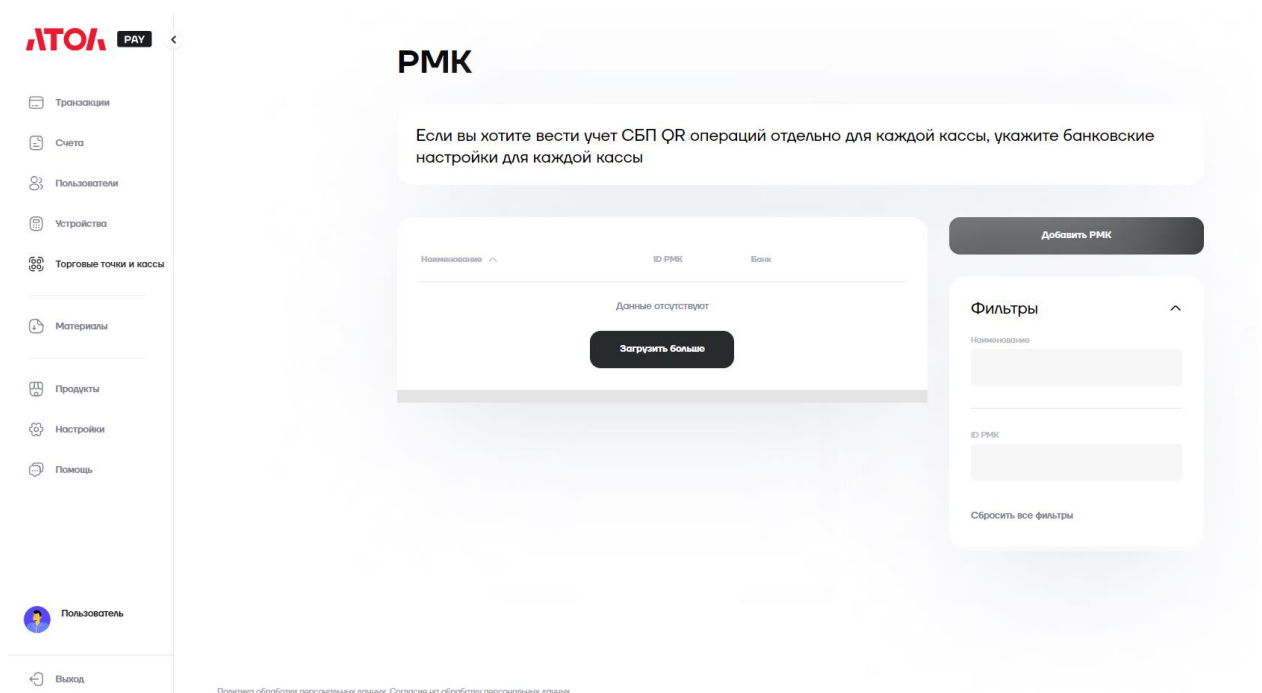 АТОЛ PAY
Транзакции
Счета
Пользователи
Устройства
Торговые точки и кассы
Материалы
Продукты
Настройки
Помощь
Пользователь
Выход
РМК
Если вы хотите вести учет СБП QR операций отдельно для каждой кассы, укажите банковские
настройки для каждой кассы
Наименование ID РМК Банк
Данные отсутствуют
Загрузить больше
Добавить РМК
Фильтры
Наименование
ID РМК
Сбросить все фильтры
Политика обработки персональных данных. Согласие на обработку персональных данных